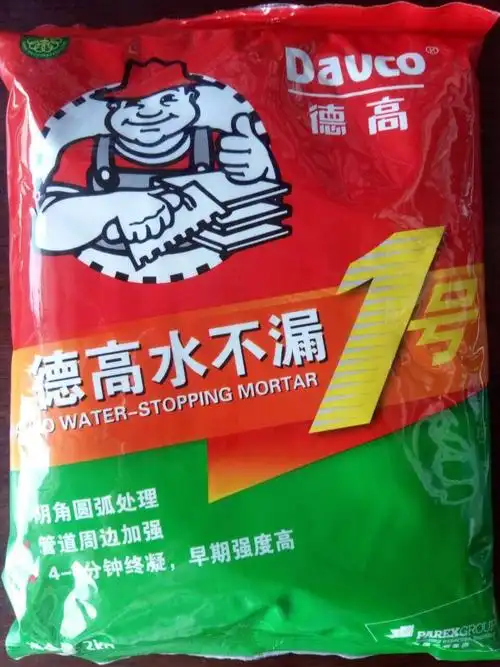 Davco®
德高
1号
德高水不漏
WATER-STOPPING MORTAR
阴角圆弧处理
管道周边加强
分钟终凝，早期强度高
PAREXGROUP